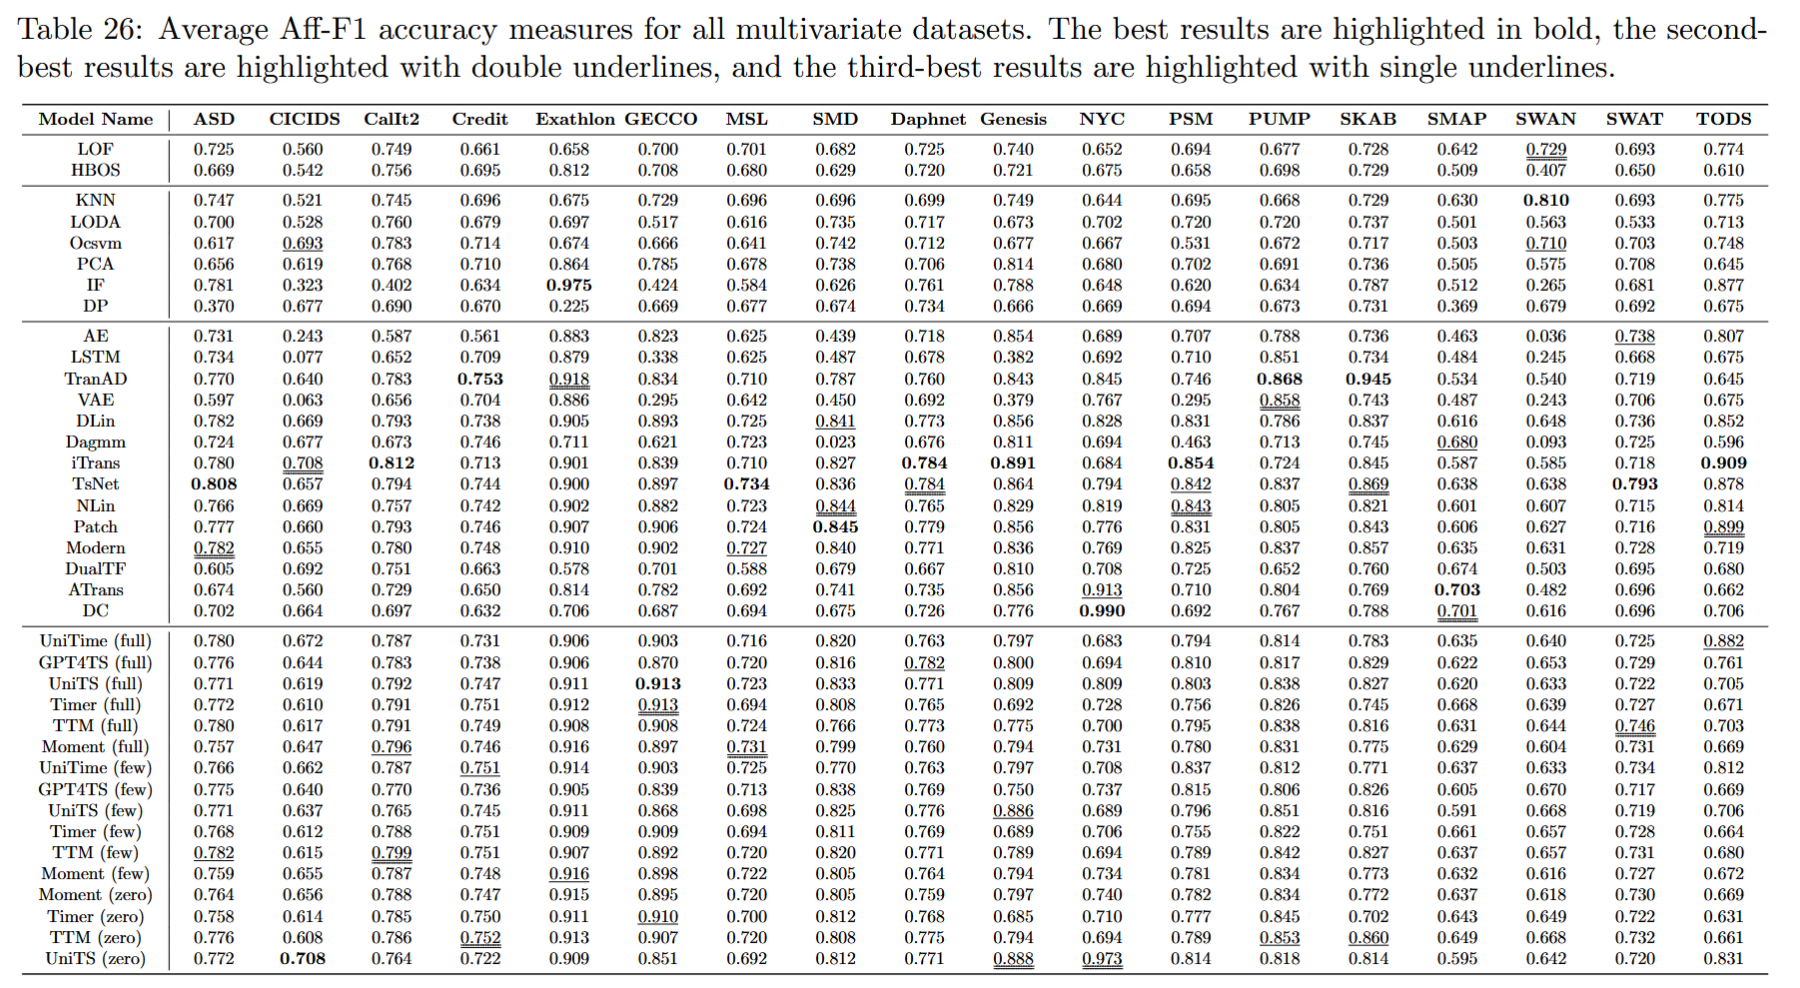 Table 26: Average Aff-F1 accuracy measures for all multivariate datasets. The best results are highlighted in bold, the second-
best results are highlighted with double underlines, and the third-best results are highlighted with single underlines.
Model Name ASD CICIDS CalIt2 Credit Exathlon GECCO MSL SMD Daphnet Genesis NYC PSM PUMP SKAB SMAP SWAN SWAT TODS
LOF 0.725 0.560 0.749 0.661 0.658 0.700 0.701 0.682 0.725 0.740 0.652 0.694 0.677 0.728 0.642 0.729 0.693 0.774
HBOS 0.669 0.542 0.756 0.695 0.812 0.708 0.680 0.629 0.720 0.721 0.675 0.658 0.698 0.729 0.509 0.407 0.650 0.610
KNN 0.747 0.521 0.745 0.696 0.675 0.729 0.696 0.696 0.699 0.749 0.644 0.695 0.668 0.729 0.630 0.810 0.693 0.775
LODA 0.700 0.528 0.760 0.679 0.697 0.517 0.616 0.735 0.717 0.673 0.702 0.720 0.720 0.737 0.501 0.563 0.533 0.713
Ocsvm 0.617 0.693 0.783 0.714 0.674 0.666 0.641 0.742 0.712 0.677 0.667 0.531 0.672 0.717 0.503 0.710 0.703 0.748
PCA 0.656 0.619 0.768 0.710 0.864 0.785 0.678 0.738 0.706 0.814 0.680 0.702 0.691 0.736 0.505 0.575 0.708 0.645
IF 0.781 0.323 0.402 0.634 0.975 0.424 0.584 0.626 0.761 0.788 0.648 0.620 0.634 0.787 0.512 0.265 0.681 0.877
DP 0.370 0.677 0.690 0.670 0.225 0.669 0.677 0.674 0.734 0.666 0.669 0.694 0.673 0.731 0.369 0.679 0.692 0.675
AE 0.731 0.243 0.587 0.561 0.883 0.823 0.625 0.439 0.718 0.854 0.689 0.707 0.788 0.736 0.463 0.036 0.738 0.807
LSTM 0.734 0.077 0.652 0.709 0.879 0.338 0.625 0.487 0.678 0.382 0.692 0.710 0.851 0.734 0.484 0.245 0.668 0.675
TranAD 0.770 0.640 0.783 0.753 0.918 0.834 0.710 0.787 0.760 0.843 0.845 0.746 0.868 0.945 0.534 0.540 0.719 0.645
VAE 0.597 0.063 0.656 0.704 0.886 0.295 0.642 0.450 0.692 0.379 0.767 0.295 0.858 0.743 0.487 0.243 0.706 0.675
DLin 0.782 0.669 0.793 0.738 0.905 0.893 0.725 0.841 0.773 0.856 0.828 0.831 0.786 0.837 0.616 0.648 0.736 0.852
Dagmm 0.724 0.677 0.673 0.746 0.711 0.621 0.723 0.023 0.676 0.811 0.694 0.463 0.713 0.745 0.680 0.093 0.725 0.596
iTrans 0.780 0.708 0.812 0.713 0.901 0.839 0.710 0.827 0.784 0.891 0.684 0.854 0.724 0.845 0.587 0.585 0.718 0.909
TsNet 0.808 0.657 0.794 0.744 0.900 0.897 0.734 0.836 0.784 0.864 0.794 0.842 0.837 0.869 0.638 0.638 0.793 0.878
NLin 0.766 0.669 0.757 0.742 0.902 0.882 0.723 0.844 0.765 0.829 0.819 0.843 0.805 0.821 0.601 0.607 0.715 0.814
Patch 0.777 0.660 0.793 0.746 0.907 0.906 0.724 0.845 0.779 0.856 0.776 0.831 0.805 0.843 0.606 0.627 0.716 0.899
Modern 0.782 0.655 0.780 0.748 0.910 0.902 0.727 0.840 0.771 0.836 0.769 0.825 0.837 0.857 0.635 0.631 0.728 0.719
DualTF 0.605 0.692 0.751 0.663 0.578 0.701 0.588 0.679 0.667 0.810 0.708 0.725 0.652 0.760 0.674 0.503 0.695 0.680
ATrans 0.674 0.560 0.729 0.650 0.814 0.782 0.692 0.741 0.735 0.856 0.913 0.710 0.804 0.769 0.703 0.482 0.696 0.662
DC 0.702 0.664 0.697 0.632 0.706 0.687 0.694 0.675 0.726 0.776 0.990 0.692 0.767 0.788 0.701 0.616 0.696 0.706
UniTime (full) 0.780 0.672 0.787 0.731 0.906 0.903 0.716 0.820 0.763 0.797 0.683 0.794 0.814 0.783 0.635 0.640 0.725 0.882
GPT4TS (full) 0.776 0.644 0.783 0.738 0.906 0.870 0.720 0.816 0.782 0.800 0.694 0.810 0.817 0.829 0.622 0.653 0.729 0.761
UniTS (full) 0.771 0.619 0.792 0.747 0.911 0.913 0.723 0.833 0.771 0.809 0.809 0.803 0.838 0.827 0.620 0.633 0.722 0.705
Timer (full) 0.772 0.610 0.791 0.751 0.912 0.913 0.694 0.808 0.765 0.692 0.728 0.756 0.826 0.745 0.668 0.639 0.727 0.671
TTM (full) 0.780 0.617 0.791 0.749 0.908 0.908 0.724 0.766 0.773 0.775 0.700 0.795 0.838 0.816 0.631 0.644 0.746 0.703
Moment (full) 0.757 0.647 0.796 0.746 0.916 0.897 0.731 0.799 0.760 0.794 0.731 0.780 0.831 0.775 0.629 0.604 0.731 0.669
UniTime (few) 0.766 0.662 0.787 0.751 0.914 0.903 0.725 0.770 0.763 0.797 0.708 0.837 0.812 0.771 0.637 0.633 0.734 0.812
GPT4TS (few) 0.775 0.640 0.770 0.736 0.905 0.839 0.713 0.838 0.769 0.750 0.737 0.815 0.806 0.826 0.605 0.670 0.717 0.669
UniTS (few) 0.771 0.637 0.765 0.745 0.911 0.868 0.698 0.825 0.776 0.886 0.689 0.796 0.851 0.816 0.591 0.668 0.719 0.706
Timer (few) 0.768 0.612 0.788 0.751 0.909 0.909 0.694 0.811 0.769 0.689 0.706 0.755 0.822 0.751 0.661 0.657 0.728 0.664
TTM (few) 0.782 0.615 0.799 0.751 0.907 0.892 0.720 0.820 0.771 0.789 0.694 0.789 0.842 0.827 0.637 0.657 0.731 0.680
Moment (few) 0.759 0.655 0.787 0.748 0.916 0.898 0.722 0.805 0.764 0.794 0.734 0.781 0.834 0.773 0.632 0.616 0.727 0.672
Moment (zero) 0.764 0.656 0.788 0.747 0.915 0.895 0.720 0.805 0.759 0.797 0.740 0.782 0.834 0.772 0.637 0.618 0.730 0.669
Timer (zero) 0.758 0.614 0.785 0.750 0.911 0.910 0.700 0.812 0.768 0.685 0.710 0.777 0.845 0.702 0.643 0.649 0.722 0.631
TTM (zero) 0.776 0.608 0.786 0.752 0.913 0.907 0.720 0.808 0.775 0.794 0.694 0.789 0.853 0.860 0.649 0.668 0.732 0.661
UniTS (zero) 0.772 0.708 0.764 0.722 0.909 0.851 0.692 0.812 0.771 0.888 0.973 0.814 0.818 0.814 0.595 0.642 0.720 0.831